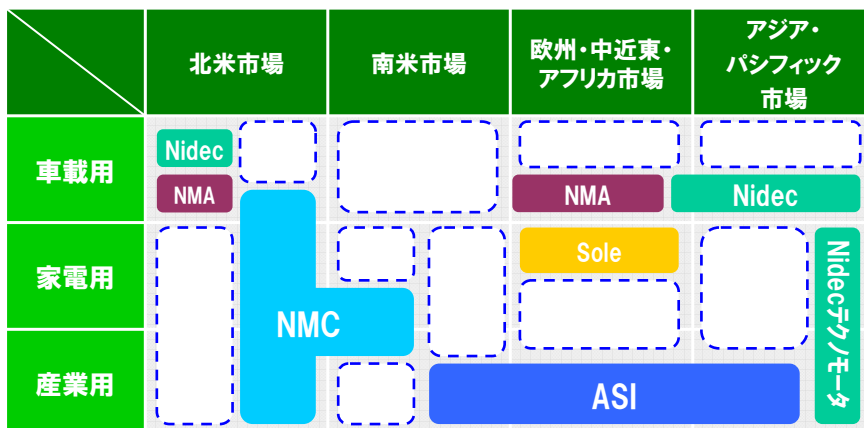 北米市場
南米市場
欧州・中近東・
アフリカ市場
アジア・
パシフィック
市場
車載用
Nidec
NMA
NMA
Nidec
家電用
Sole
NMC
Nidecテクノモータ
産業用
ASI